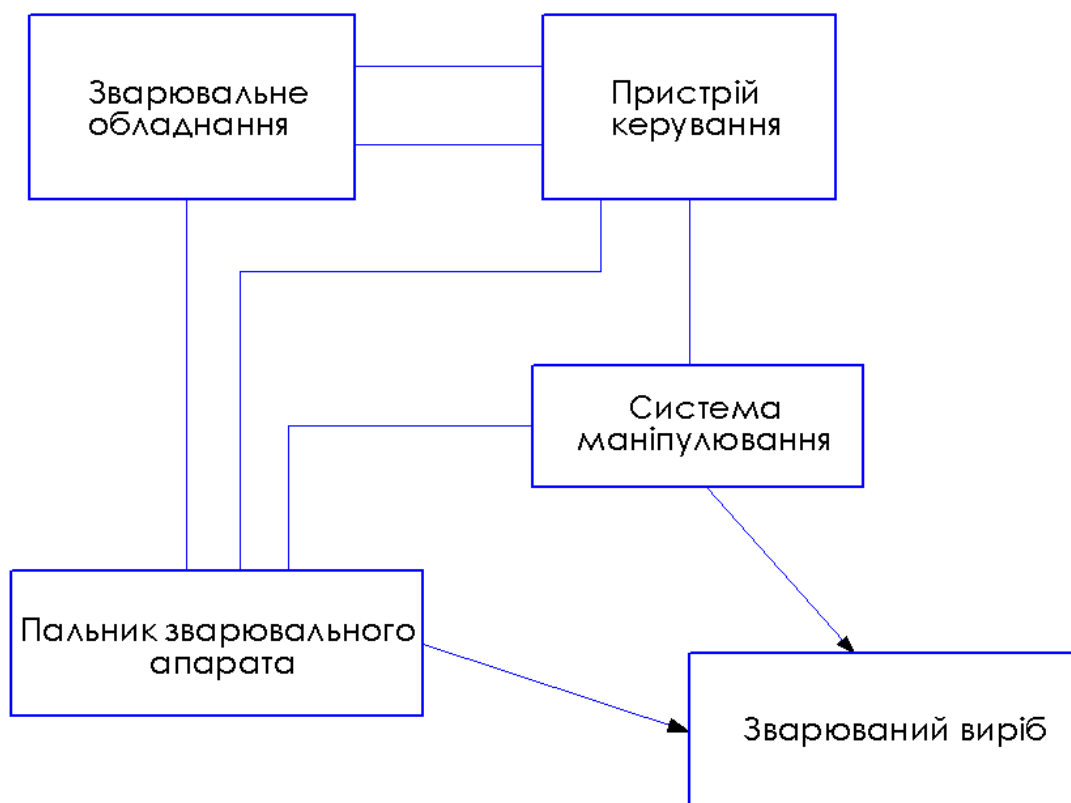 Зварювальне
обладнання
Пристрій
керування
Система
маніпулювання
Пальник зварювального
апарата
Зварюваний виріб